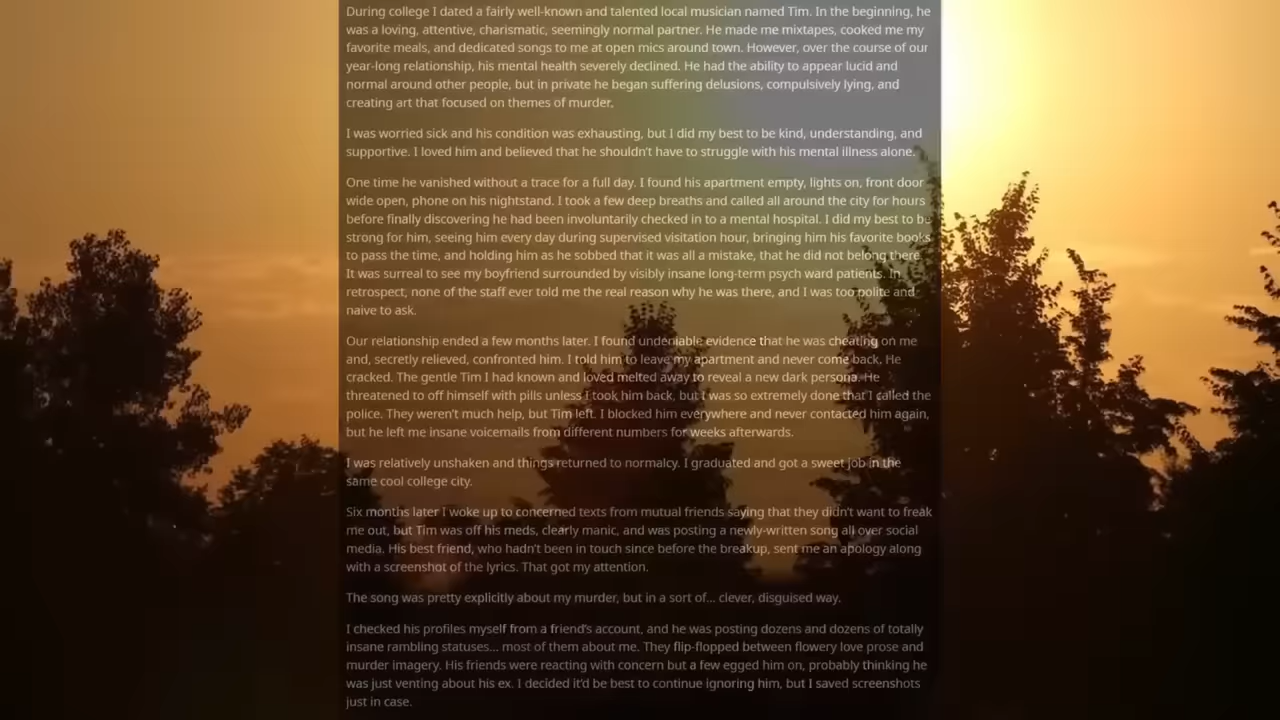 During college I dated a fairly well-known and talented local musician named Tim. In the beginning, he
was a loving, attentive, charismatic, seemingly normal partner. He made me mixtapes, cooked me my
favorite meals, and dedicated songs to me at open mics around town. However, over the course of our
year-long relationship, his mental health severely declined. He had the ability to appear lucid and
normal around other people, but in private he began suffering delusions, compulsively lying, and
creating art that focused on themes of murder.
I was worried sick and his condition was exhausting, but I did my best to be kind, understanding, and
supportive. I loved him and believed that he shouldn't have to struggle with his mental illness alone.
One time he vanished without a trace for a full day. I found his apartment empty, lights on, front door
wide open, phone on his nightstand. I took a few deep breaths and called all around the city for hours
before finally discovering he had been involuntarily checked in to a mental hospital. I did my best to be
strong for him, seeing him every day during supervised visitation hour, bringing him his favorite books
to pass the time, and holding him as he sobbed that it was all a mistake, that he did not belong there.
It was surreal to see my boyfriend surrounded by visibly insane long-term psych ward patients. In
retrospect, none of the staff ever told me the real reason why he was there, and I was too polite and
naive to ask.
Our relationship ended a few months later. I found undeniable evidence that he was cheating on me
and, secretly relieved, confronted him. I told him to leave my apartment and never come back. He
cracked. The gentle Tim I had known and loved melted away to reveal a new dark persona. He
threatened to off himself with pills unless I took him back, but I was so extremely done that I called the
police. They weren't much help, but Tim left. I blocked him everywhere and never contacted him again,
but he left me insane voicemails from different numbers for weeks afterwards.
I was relatively unshaken and things returned to normalcy. I graduated and got a sweet job in the
same cool college city.
Six months later I woke up to concerned texts from mutual friends saying that they didn't want to freak
me out, but Tim was off his meds, clearly manic, and was posting a newly-written song all over social
media. His best friend, who hadn't been in touch since before the breakup, sent me an apology along
with a screenshot of the lyrics. That got my attention.
The song was pretty explicitly about my murder, but in a sort of... clever, disguised way.
I checked his profiles myself from a friend's account, and he was posting dozens and dozens of totally
insane rambling statuses... most of them about me. They flip-flopped between flowery love prose and
murder imagery. His friends were reacting with concern but a few egged him on, probably thinking he
was just venting about his ex. I decided it'd be best to continue ignoring him, but I saved screenshots
just in case.